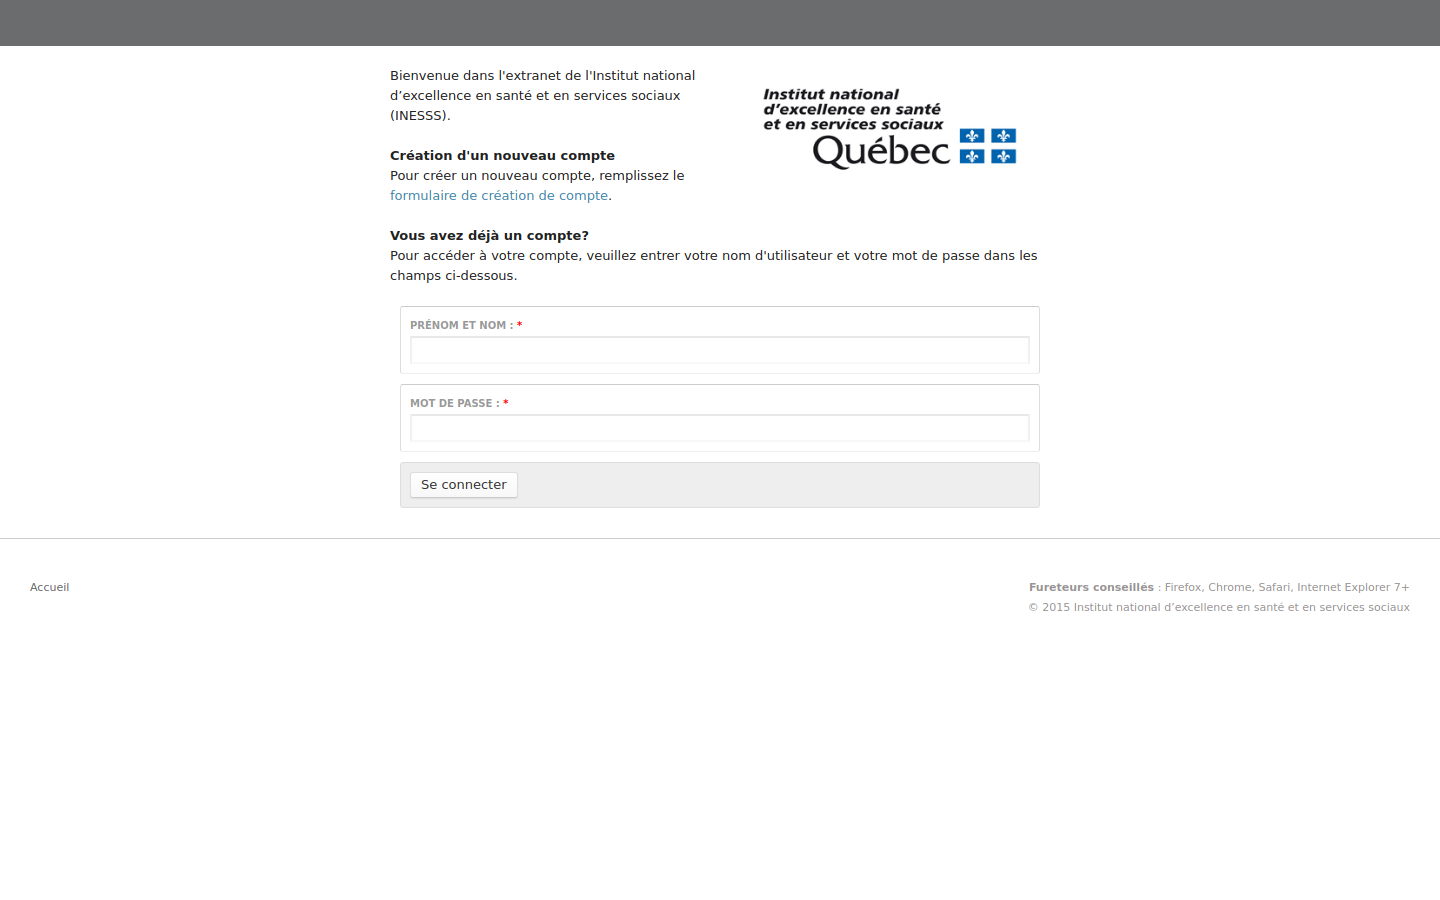 Bienvenue dans l'extranet de l'Institut national
d’excellence en santé et en services sociaux
(INESSS).
Institut national
d’excellence en santé
et en services sociaux
Québec
Création d'un nouveau compte
Pour créer un nouveau compte, remplissez le
formulaire de création de compte.
Vous avez déjà un compte?
Pour accéder à votre compte, veuillez entrer votre nom d'utilisateur et votre mot de passe dans les
champs ci-dessous.
PRÉNOM ET NOM : *
MOT DE PASSE : *
Se connecter
Accueil
Fureteurs conseillés : Firefox, Chrome, Safari, Internet Explorer 7+
© 2015 Institut national d’excellence en santé et en services sociaux